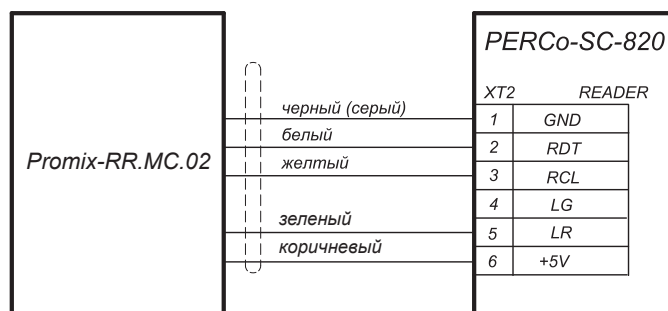 PERCo-SC-820
XT2 READER
черный (серый)
1 GND
белый
2 RDT
Promix-RR.MC.02
желтый
3 RCL
4 LG
зеленый
5 LR
коричневый
6 +5V